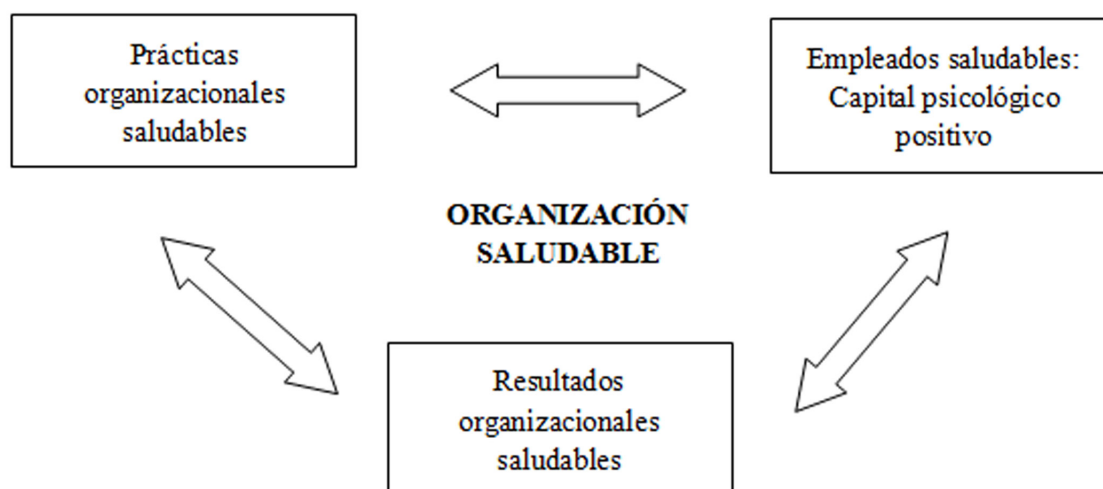 Prácticas
organizacionales
saludables
Empleados saludables:
Capital psicológico
positivo
ORGANIZACIÓN
SALUDABLE
Resultados
organizacionales
saludables